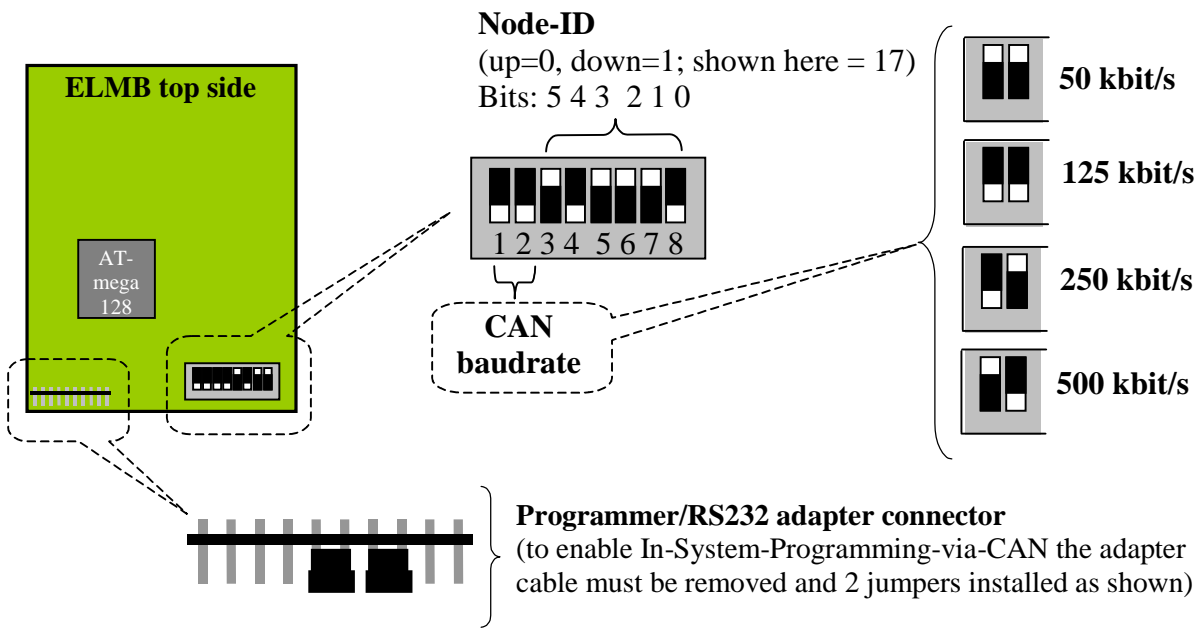 Node-ID
(up=0, down=1; shown here = 17)
Bits: 5 4 3 2 1 0
ELMB top side
AT-
mega
128
1 2 3 4 5 6 7 8
CAN
baudrate
50 kbit/s
125 kbit/s
250 kbit/s
500 kbit/s
Programmer/RS232 adapter connector
(to enable In-System-Programming-via-CAN the adapter
cable must be removed and 2 jumpers installed as shown)